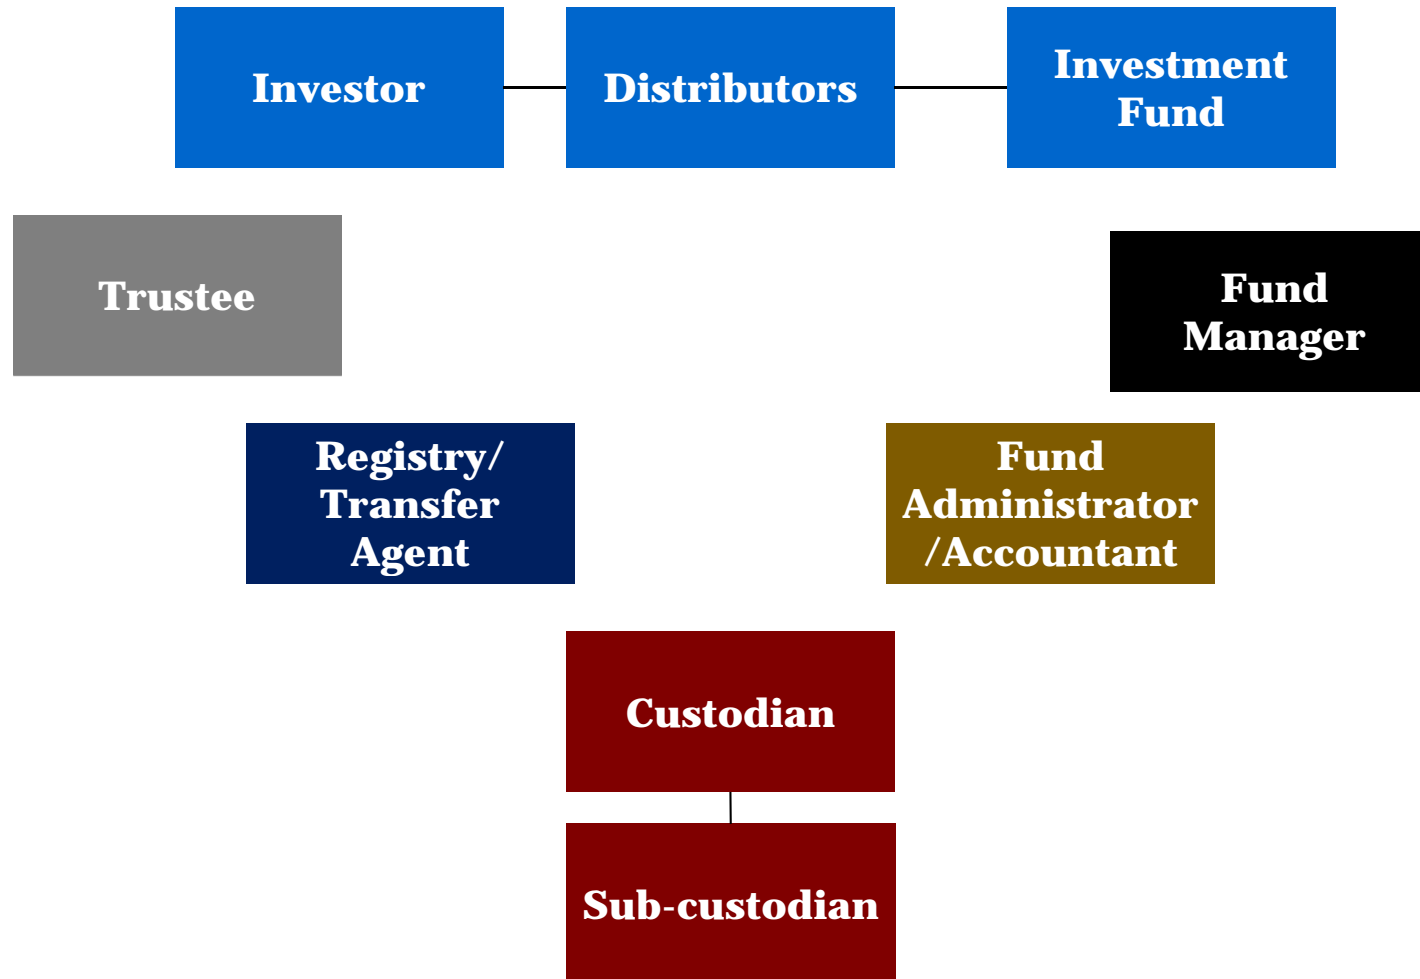 Investor
Distributors
Investment
Fund
Trustee
Fund
Manager
Registry/
Transfer
Agent
Fund
Administrator
/Accountant
Custodian
Sub-custodian